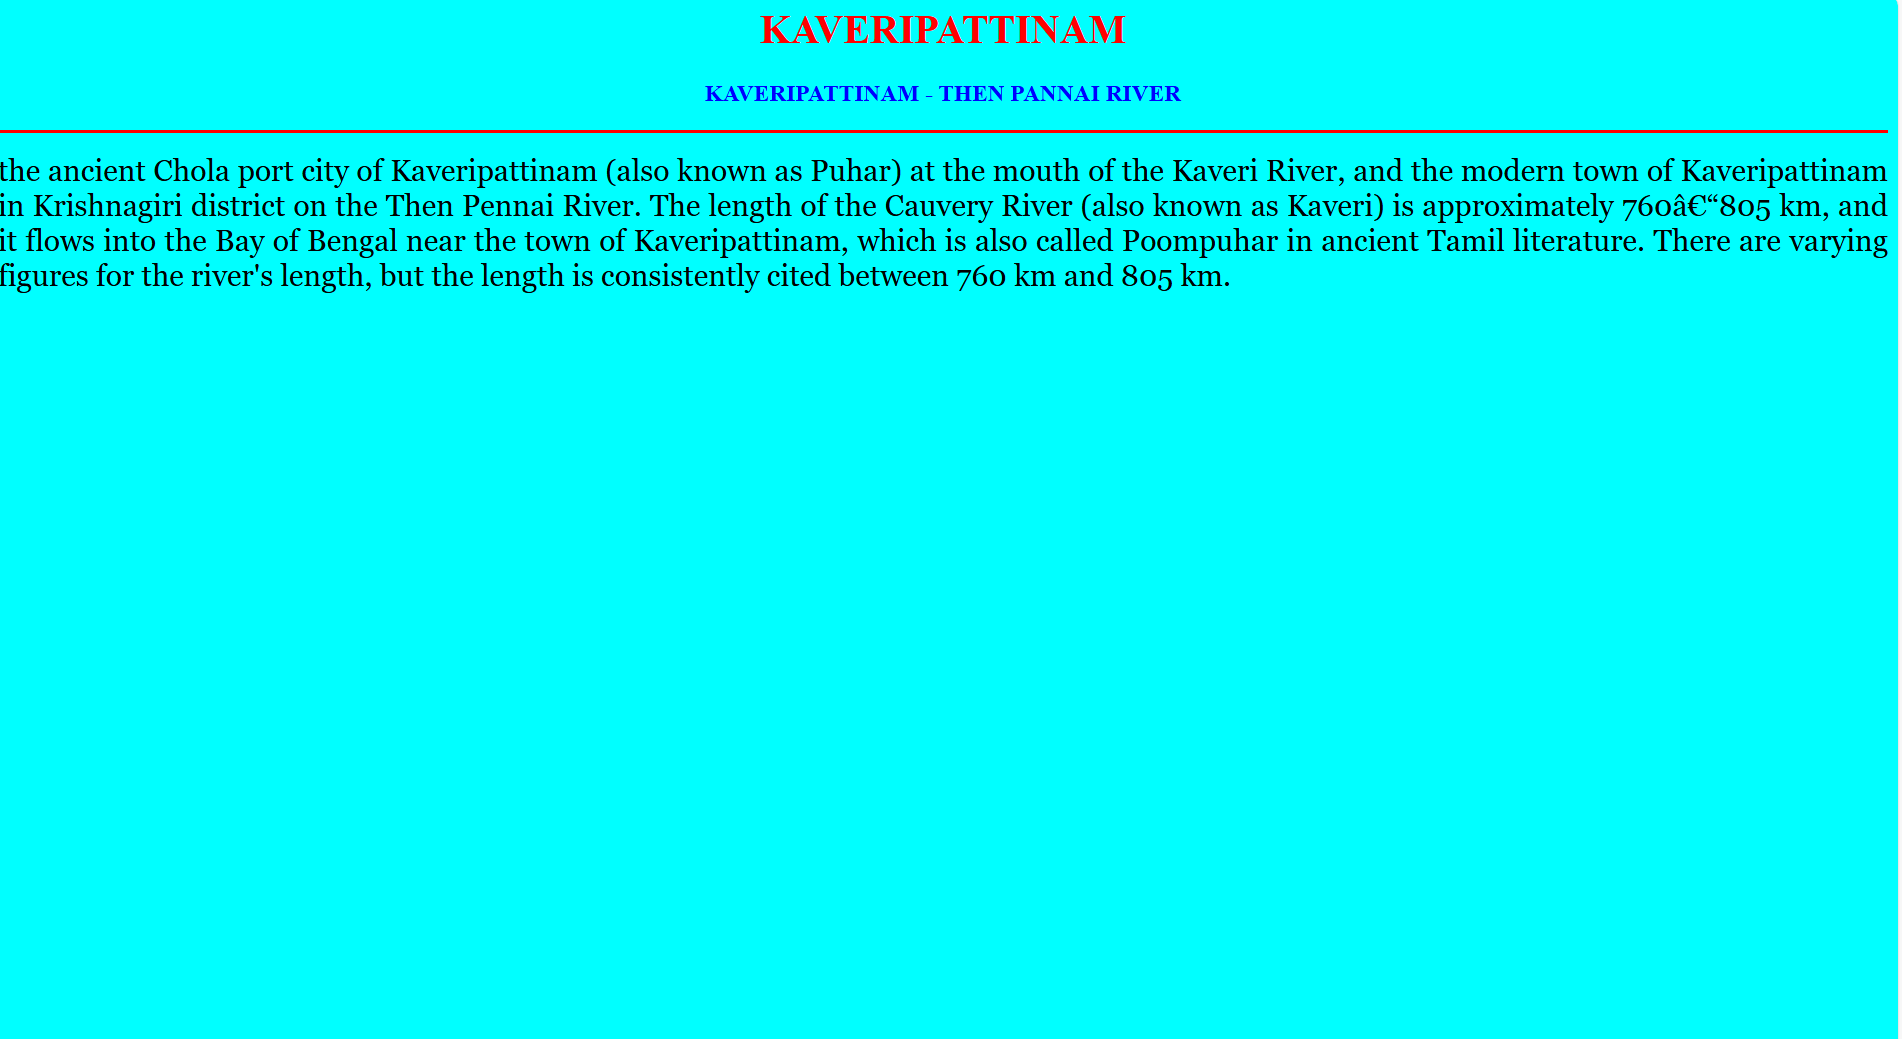 KAVERIPATTINAM
KAVERIPATTINAM - THEN PANNAI RIVER
the ancient Chola port city of Kaveripattinam (also known as Puhar) at the mouth of the Kaveri River, and the modern town of Kaveripattinam
in Krishnagiri district on the Then Pennai River. The length of the Cauvery River (also known as Kaveri) is approximately 760â€“805 km, and
it flows into the Bay of Bengal near the town of Kaveripattinam, which is also called Poompuhar in ancient Tamil literature. There are varying
figures for the river's length, but the length is consistently cited between 760 km and 805 km.